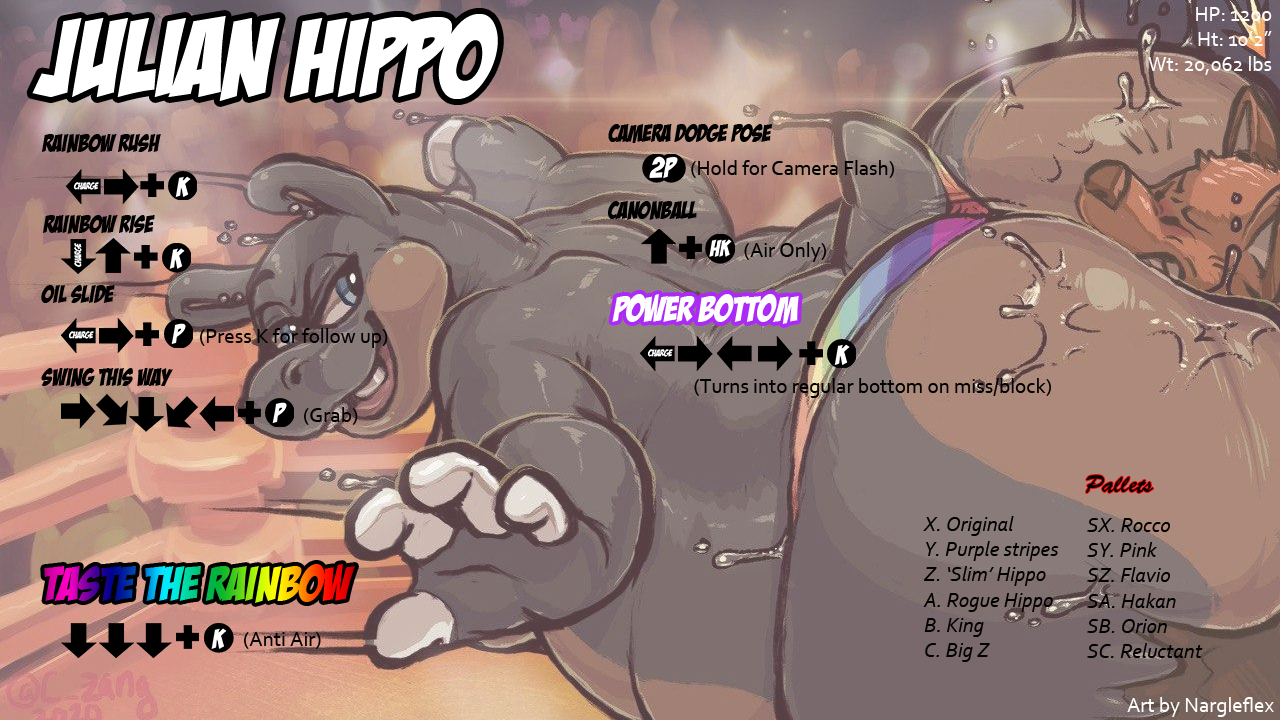 JULIAN HIPPO
HP: 1200
Ht: 10'2"
Wt: 20,062 lbs
RAINBOW RUSH
CHARGE + K
RAINBOW RISE
CHARGE + K
OIL SLIDE
CHARGE + P (Press K for follow up)
SWING THIS WAY
+ P (Grab)
TASTE THE RAINBOW
+ K (Anti Air)
CAMERA DODGE POSE
2P (Hold for Camera Flash)
CANONBALL
+ HK (Air Only)
POWER BOTTOM
CHARGE + K
(Turns into regular bottom on miss/block)
Pallets
X. Original
Y. Purple stripes
Z. 'Slim' Hippo
A. Rogue Hippo
B. King
C. Big Z
SX. Rocco
SY. Pink
SZ. Flavio
SA. Hakan
SB. Orion
SC. Reluctant
@C_zang
2020
Art by Nargleflex